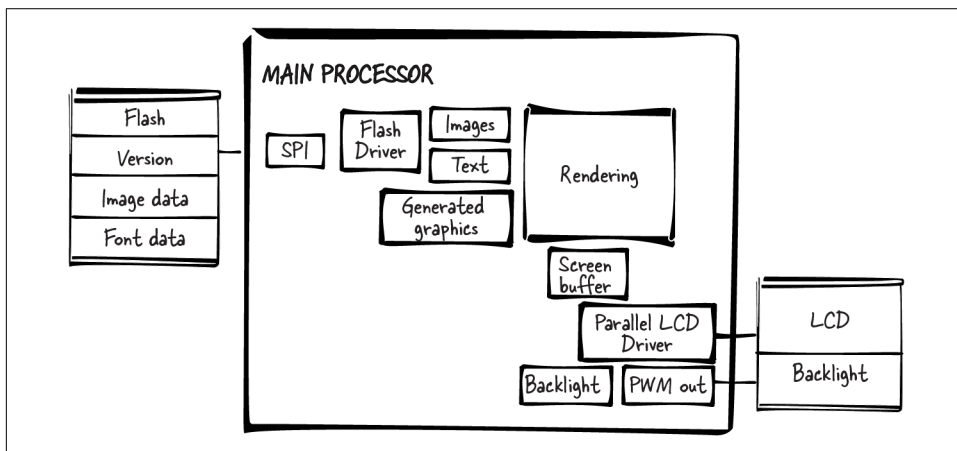 MAIN PROCESSOR
Flash
Version
Image data
Font data
SPI
Flash
Driver
Images
Text
Generated
graphics
Rendering
Screen
buffer
Parallel LCD
Driver
Backlight
PWM out
LCD
Backlight